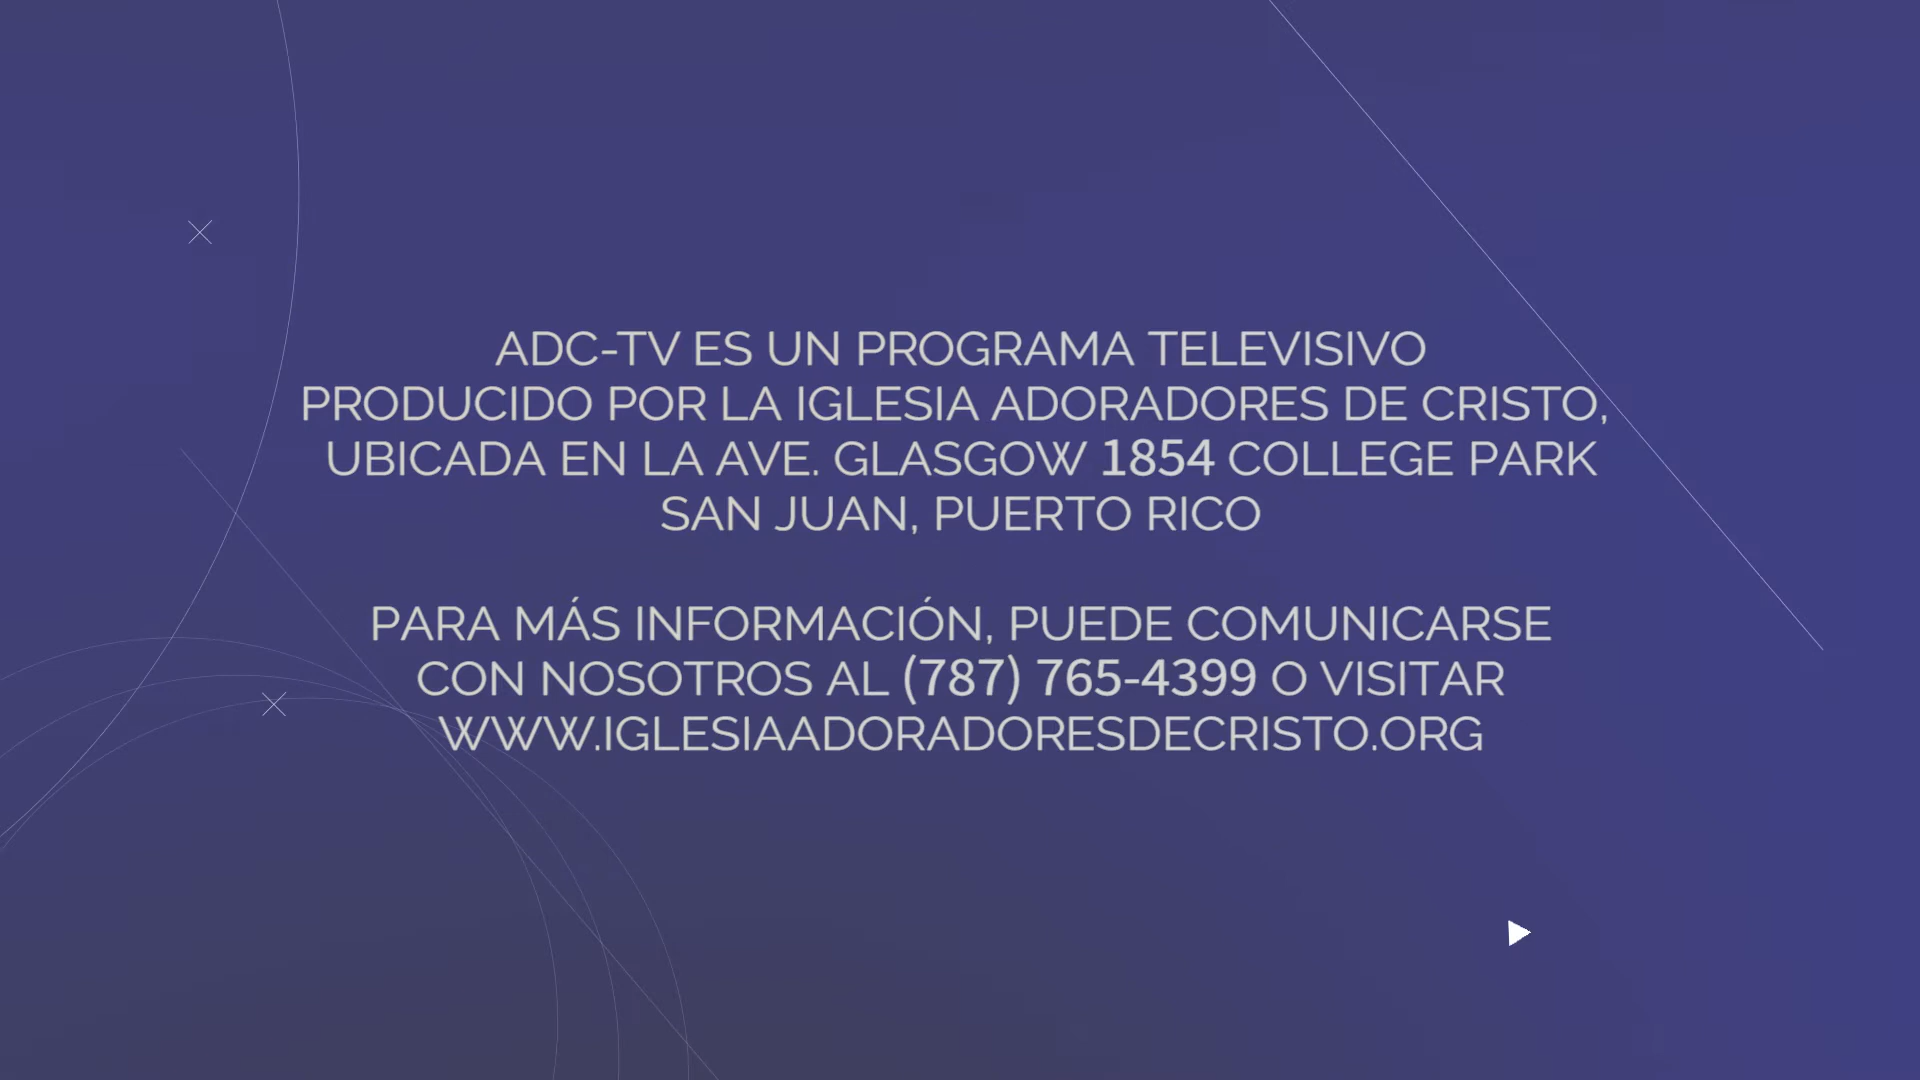 ADC-TV ES UN PROGRAMA TELEVISIVO
PRODUCIDO POR LA IGLESIA ADORADORES DE CRISTO,
UBICADA EN LA AVE. GLASGOW 1854 COLLEGE PARK
SAN JUAN, PUERTO RICO
PARA MÁS INFORMACIÓN, PUEDE COMUNICARSE
CON NOSOTROS AL (787) 765-4399 O VISITAR
WWW.IGLESIAADORADORESDECRISTO.ORG